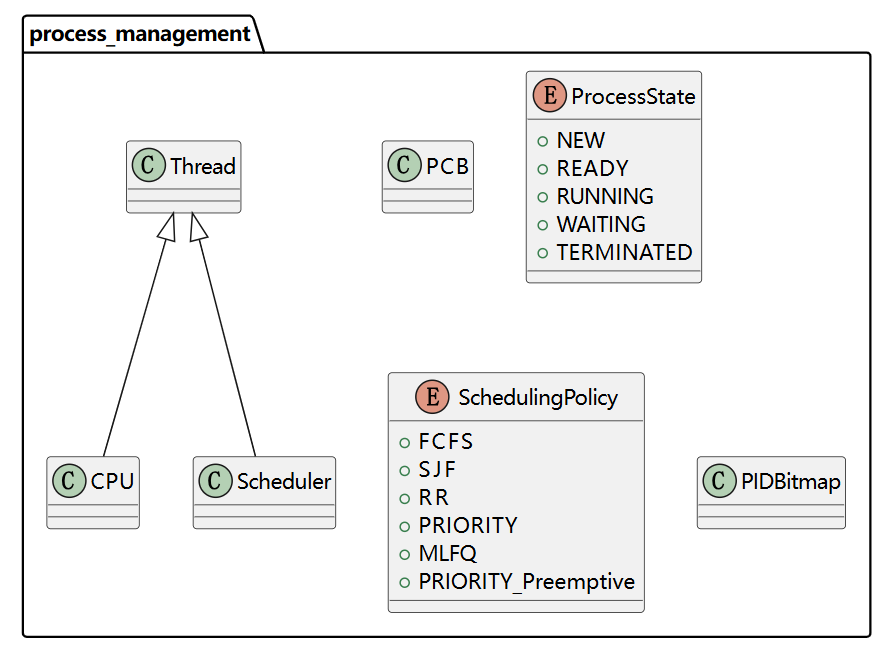 process_management
E ProcessState
NEW
READY
RUNNING
WAITING
TERMINATED
C Thread
C PCB
E SchedulingPolicy
FCFS
SJF
RR
PRIORITY
MLFQ
PRIORITY_Preemptive
C CPU
C Scheduler
C PIDBitmap